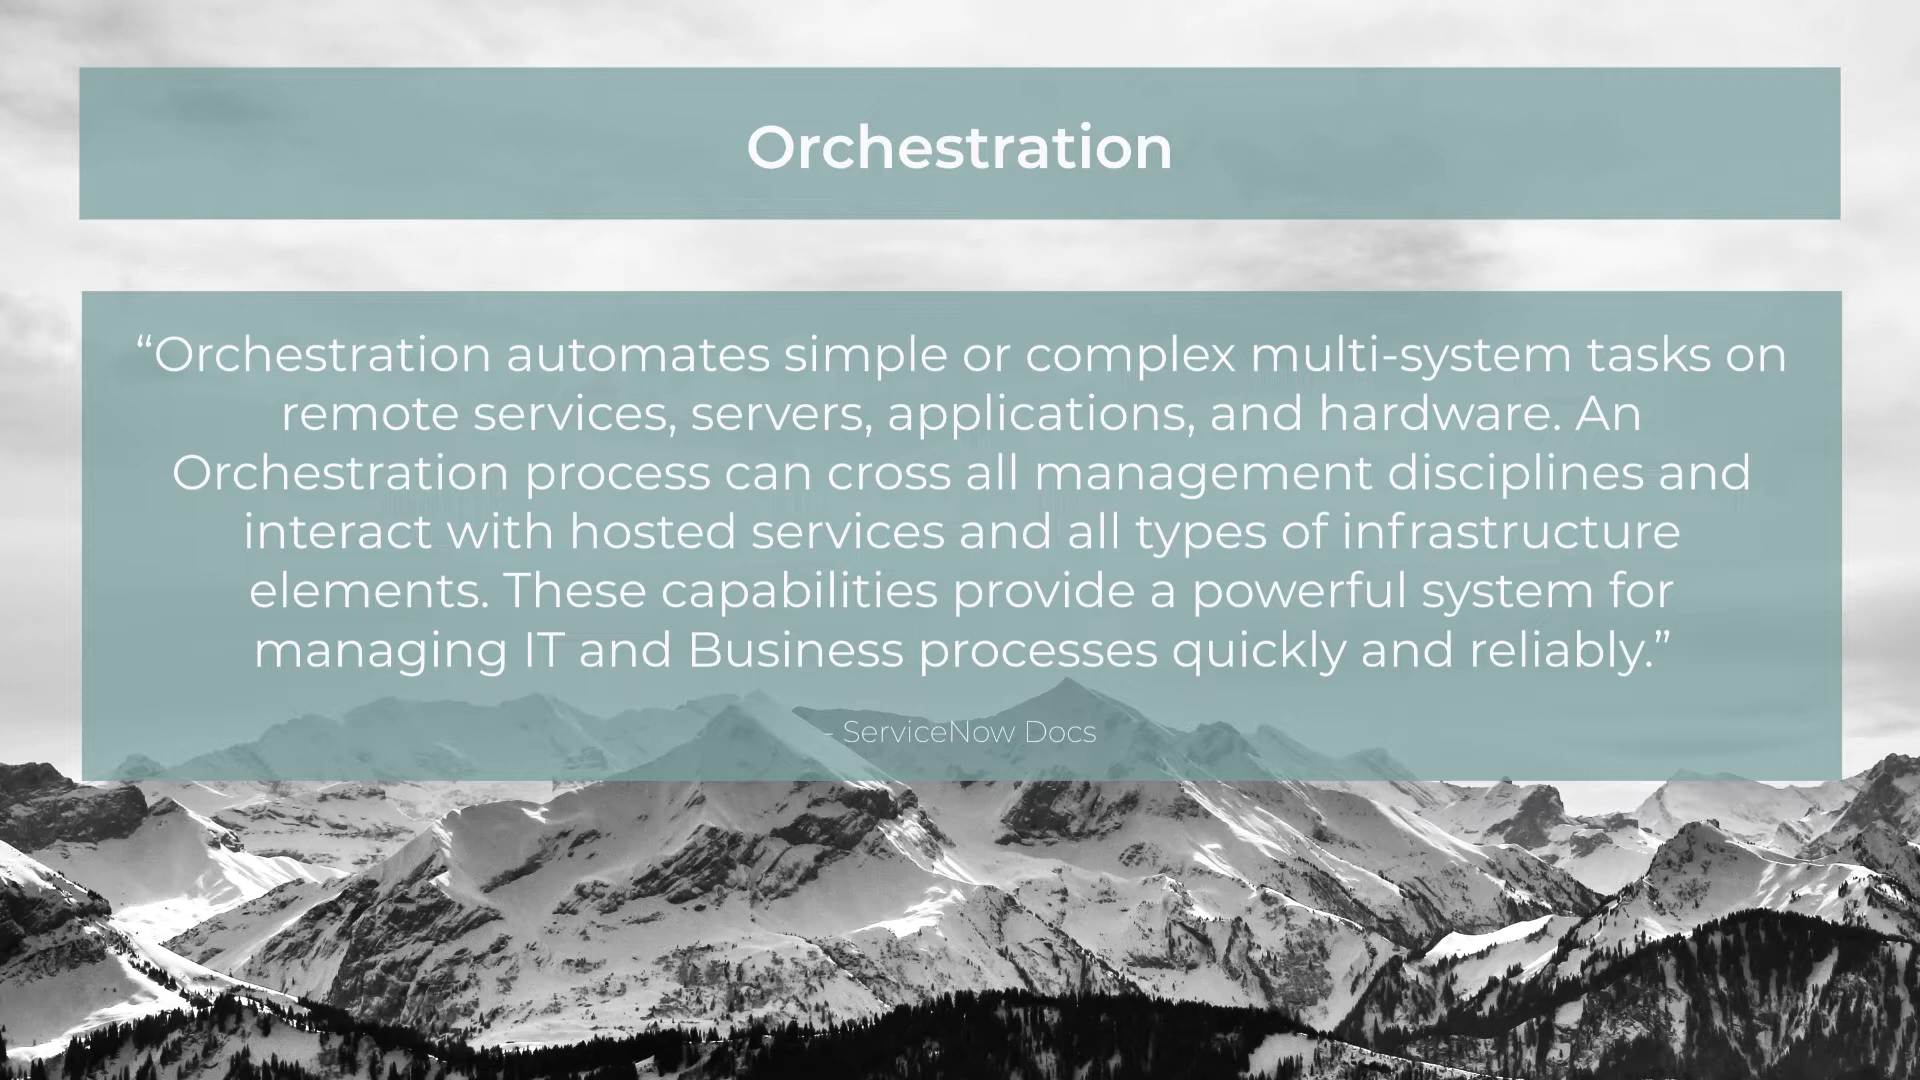 Orchestration
“Orchestration automates simple or complex multi-system tasks on
remote services, servers, applications, and hardware. An
Orchestration process can cross all management disciplines and
interact with hosted services and all types of infrastructure
elements. These capabilities provide a powerful system for
managing IT and Business processes quickly and reliably.”
- ServiceNow Docs